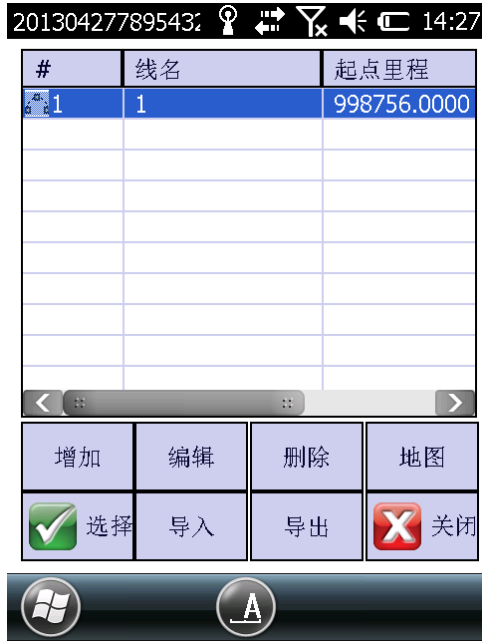 201304277895432 14:27
# 线名 起点里程
1 1 998756.0000
增加 编辑 删除 地图
选择 导入 导出 关闭
A